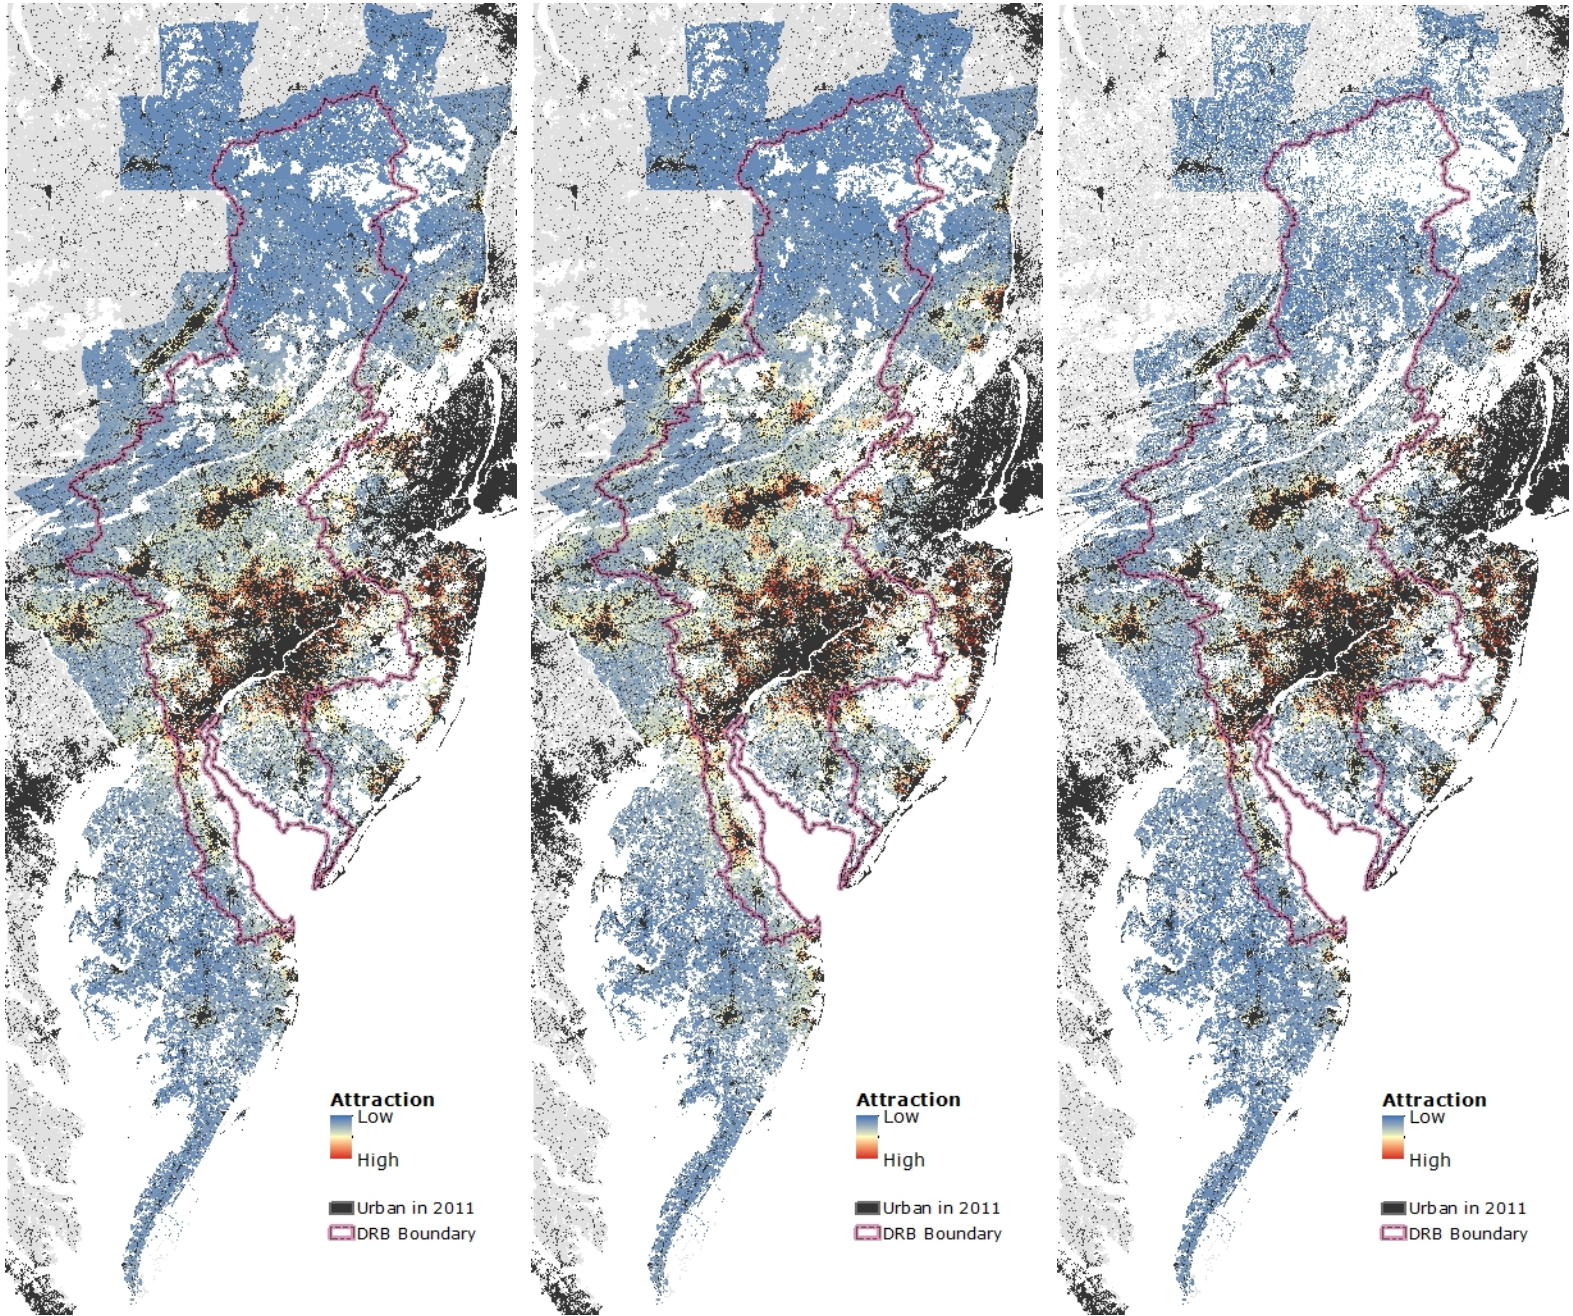 Attraction
Low
High
Urban in 2011
DRB Boundary
Attraction
Low
High
Urban in 2011
DRB Boundary
Attraction
Low
High
Urban in 2011
DRB Boundary